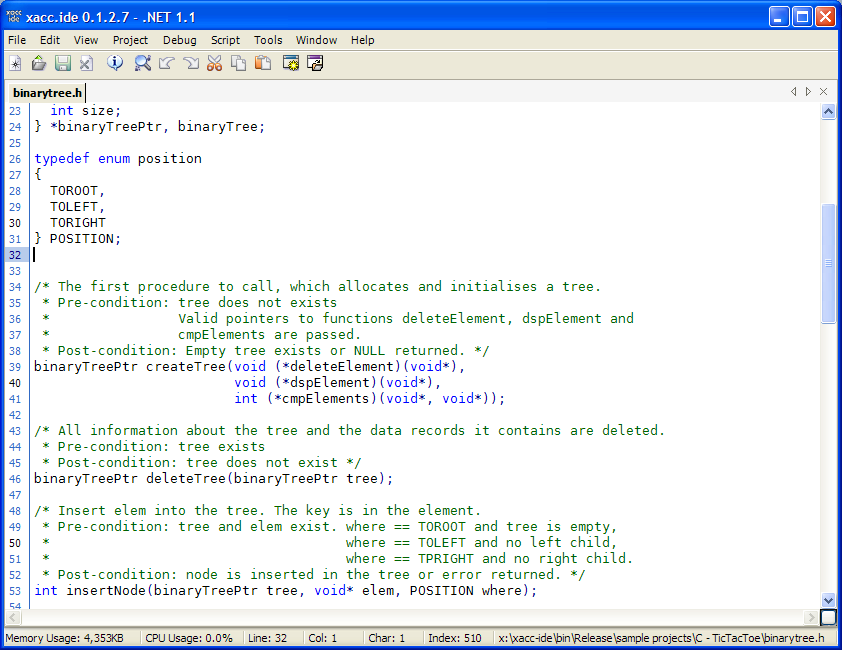 xacc.ide 0.1.2.7 - .NET 1.1
File Edit View Project Debug Script Tools Window Help
binarytree.h
23   int size;
24 } *binaryTreePtr, binaryTree;
25
26 typedef enum position
27 {
28   TOROOT,
29   TOLEFT,
30   TORIGHT
31 } POSITION;
32
33
34 /* The first procedure to call, which allocates and initialises a tree.
35  * Pre-condition: tree does not exists
36  *                Valid pointers to functions deleteElement, dspElement and
37  *                cmpElements are passed.
38  * Post-condition: Empty tree exists or NULL returned. */
39 binaryTreePtr createTree(void (*deleteElement)(void*),
40                          void (*dspElement)(void*),
41                          int (*cmpElements)(void*, void*));
42
43 /* All information about the tree and the data records it contains are deleted.
44  * Pre-condition: tree exists
45  * Post-condition: tree does not exist */
46 binaryTreePtr deleteTree(binaryTreePtr tree);
47
48 /* Insert elem into the tree. The key is in the element.
49  * Pre-condition: tree and elem exist. where == TOROOT and tree is empty,
50  *                                     where == TOLEFT and no left child,
51  *                                     where == TPRIGHT and no right child.
52  * Post-condition: node is inserted in the tree or error returned. */
53 int insertNode(binaryTreePtr tree, void* elem, POSITION where);
54
Memory Usage: 4,353KB CPU Usage: 0.0% Line: 32 Col: 1 Char: 1 Index: 510 x:\xacc-ide\bin\Release\sample projects\C - TicTacToe\binarytree.h